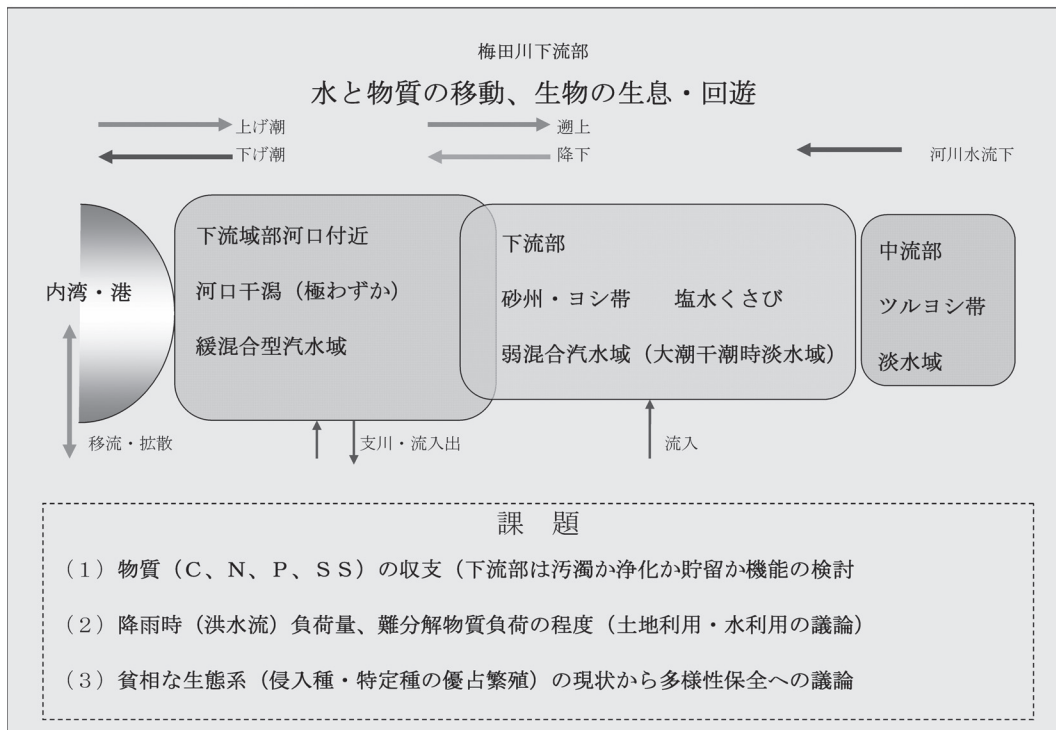 梅田川下流部
水と物質の移動、生物の生息・回遊
上げ潮
遡上
下げ潮
降下
河川水流下
内湾・港
下流域部河口付近
河口干潟（極わずか）
緩混合型汽水域
下流部
砂州・ヨシ帯　　塩水くさび
弱混合汽水域（大潮干潮時淡水域）
中流部
ツルヨシ帯
淡水域
移流・拡散
支川・流入出
流入
課　題
（１）物質（Ｃ、Ｎ、Ｐ、ＳＳ）の収支（下流部は汚濁か浄化か貯留か機能の検討
（２）降雨時（洪水流）負荷量、難分解物質負荷の程度（土地利用・水利用の議論）
（３）貧相な生態系（侵入種・特定種の優占繁殖）の現状から多様性保全への議論